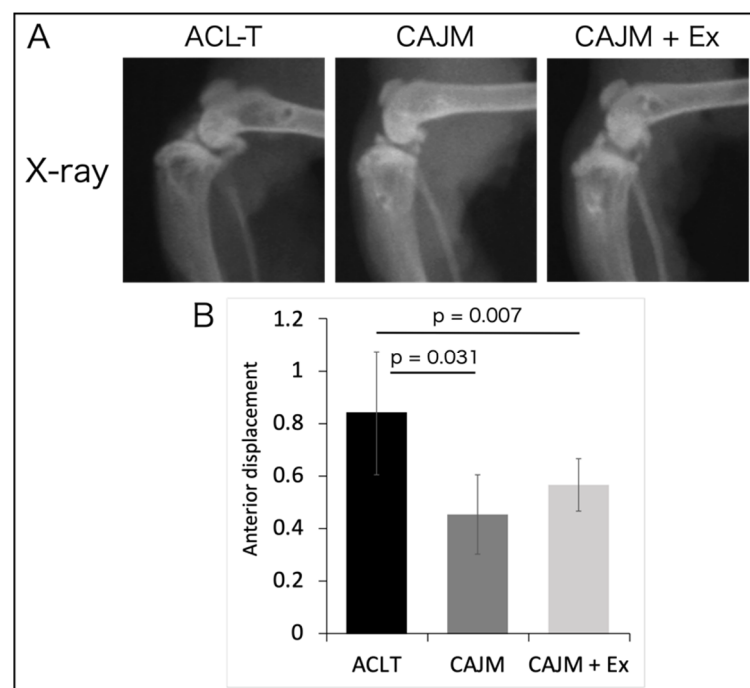 A
ACL-T CAJM CAJM + Ex
X-ray
B
1.2
1
0.8
0.6
0.4
0.2
0
Anterior displacement
p = 0.007
p = 0.031
ACLT CAJM CAJM + Ex